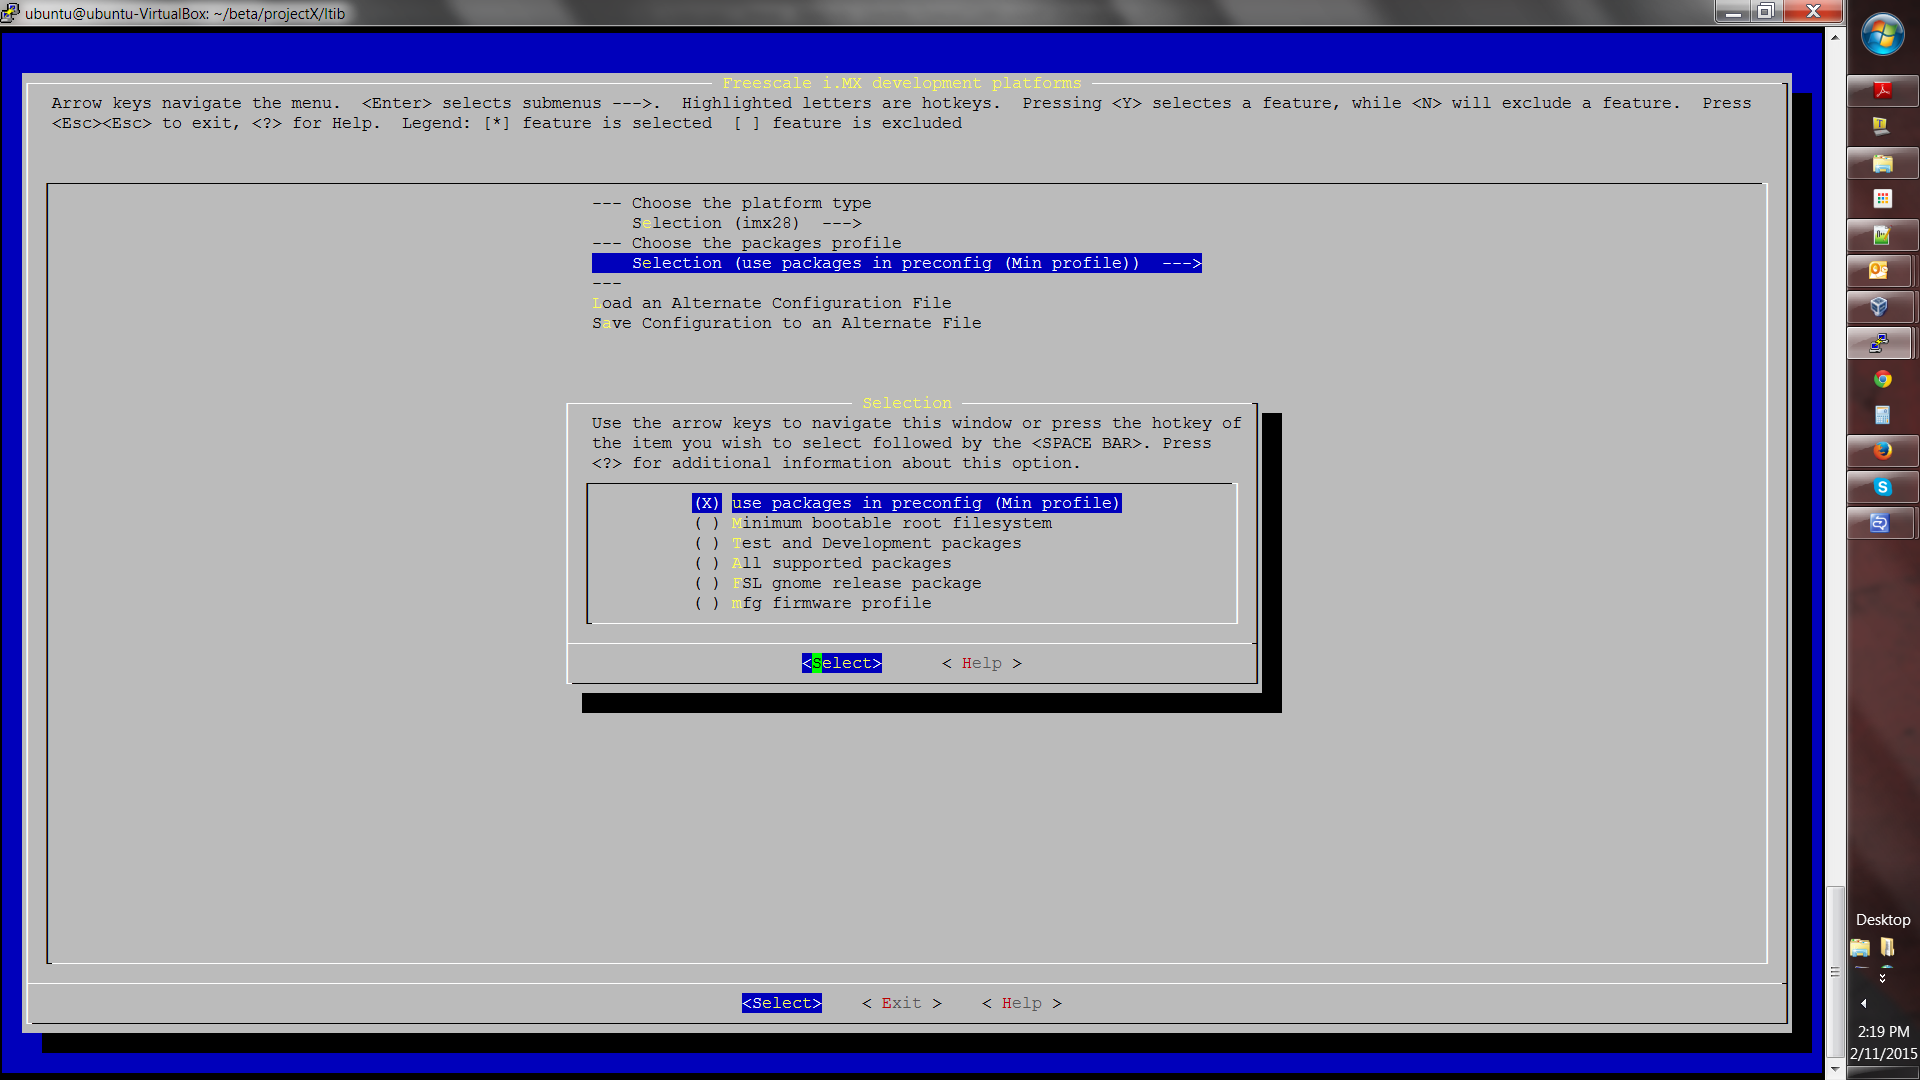 ubuntu@ubuntu-VirtualBox: ~/beta/projectX/ltib
Freescale i.MX development platforms
Arrow keys navigate the menu.  <Enter> selects submenus --->.  Highlighted letters are hotkeys.  Pressing <Y> selectes a feature, while <N> will exclude a feature.  Press
<Esc><Esc> to exit, <?> for Help.  Legend: [*] feature is selected  [ ] feature is excluded
--- Choose the platform type
Selection (imx28)  --->
--- Choose the packages profile
Selection (use packages in preconfig (Min profile))  --->
---
Load an Alternate Configuration File
Save Configuration to an Alternate File
Selection
Use the arrow keys to navigate this window or press the hotkey of
the item you wish to select followed by the <SPACE BAR>. Press
<?> for additional information about this option.
(X) use packages in preconfig (Min profile)
( ) Minimum bootable root filesystem
( ) Test and Development packages
( ) All supported packages
( ) FSL gnome release package
( ) mfg firmware profile
<Select>      < Help >
<Select>    < Exit >    < Help >
Desktop
2:19 PM
2/11/2015